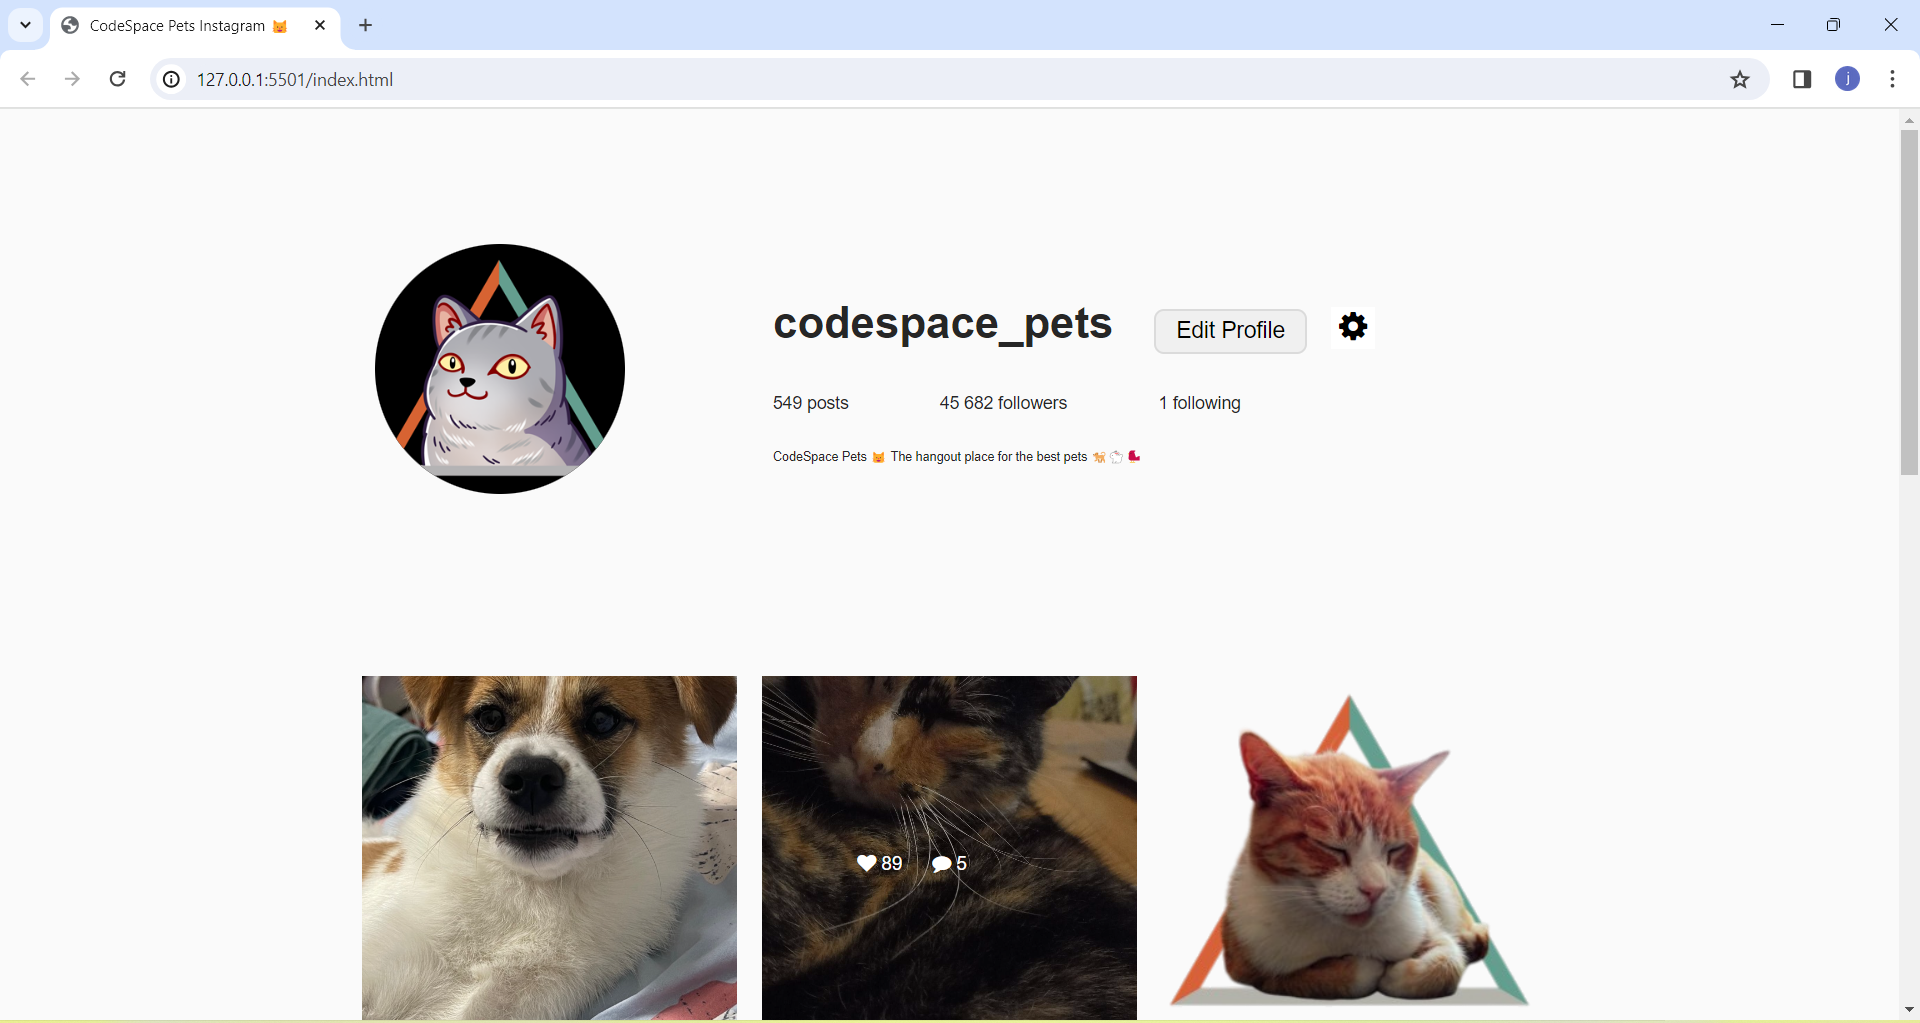 CodeSpace Pets Instagram 😺
127.0.0.1:5501/index.html
j
codespace_pets
Edit Profile
549 posts
45 682 followers
1 following
CodeSpace Pets 😺 The hangout place for the best pets 🐕🐁🐦
89
5